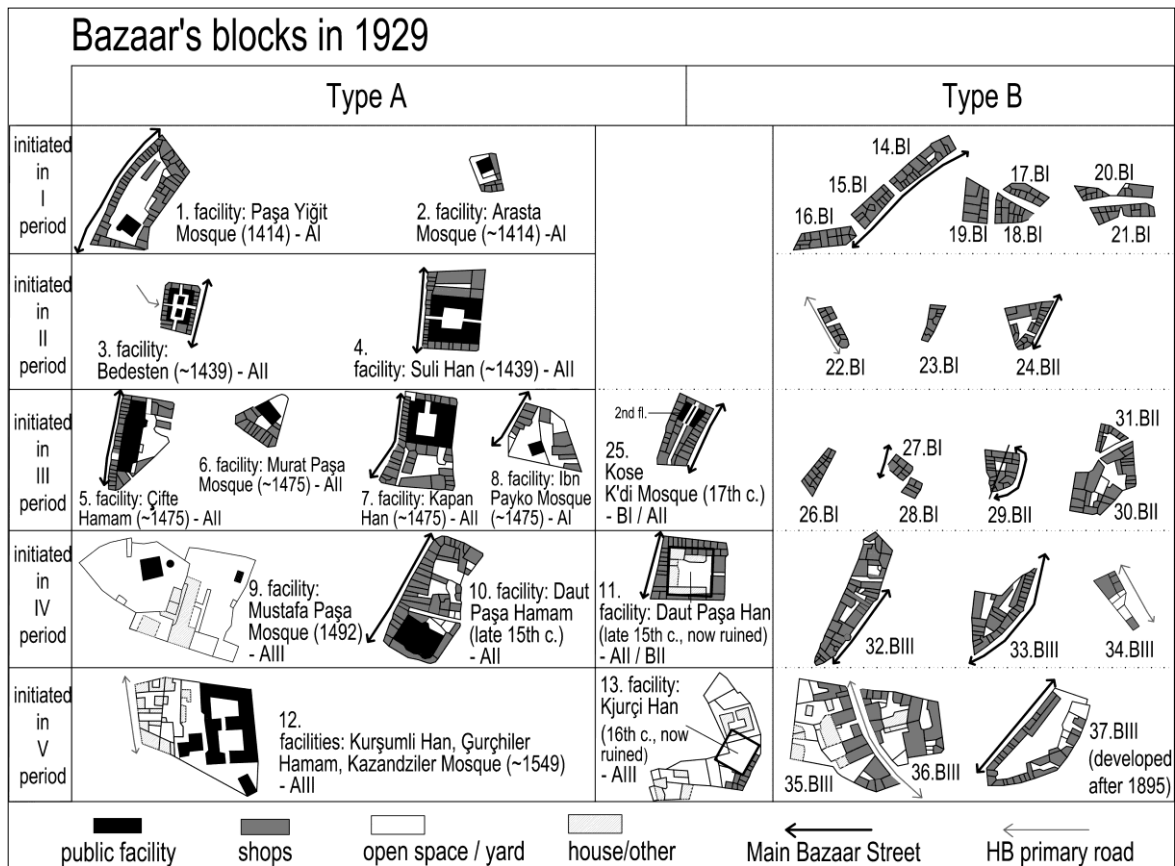 Bazaar's blocks in 1929
Type A
Type B
initiated
in
I
period
1. facility: Paşa Yiğit
Mosque (1414) - AI
2. facility: Arasta
Mosque (~1414) -AI
14.BI
15.BI
16.BI
17.BI
19.BI
18.BI
20.BI
21.BI
initiated
in
II
period
3. facility:
Bedesten (~1439) - AII
4.
facility: Suli Han (~1439) - AII
22.BI
23.BI
24.BII
initiated
in
III
period
5. facility: Çifte
Hamam (~1475) - AII
6. facility: Murat Paşa
Mosque (~1475) - AII
7. facility: Kapan
Han (~1475) - AII
8. facility: Ibn
Payko Mosque
(~1475) - AI
2nd fl.
25.
Kose
K'di Mosque (17th c.)
- BI / AII
26.BI
27.BI
28.BI
29.BII
31.BII
30.BII
initiated
in
IV
period
9. facility:
Mustafa Paşa
Mosque (1492)
- AIII
10. facility: Daut
Paşa Hamam
(late 15th c.)
- AII
11.
facility: Daut Paşa Han
(late 15th c., now ruined)
- AII / BII
32.BIII
33.BIII
34.BIII
initiated
in
V
period
12.
facilities: Kurşumli Han, Gurçhiler
Hamam, Kazandziler Mosque (~1549)
- AIII
13. facility:
Kjurçi Han
(16th c., now
ruined)
- AIII
35.BIII
36.BIII
37.BIII
(developed
after 1895)
public facility
shops
open space / yard
house/other
Main Bazaar Street
HB primary road